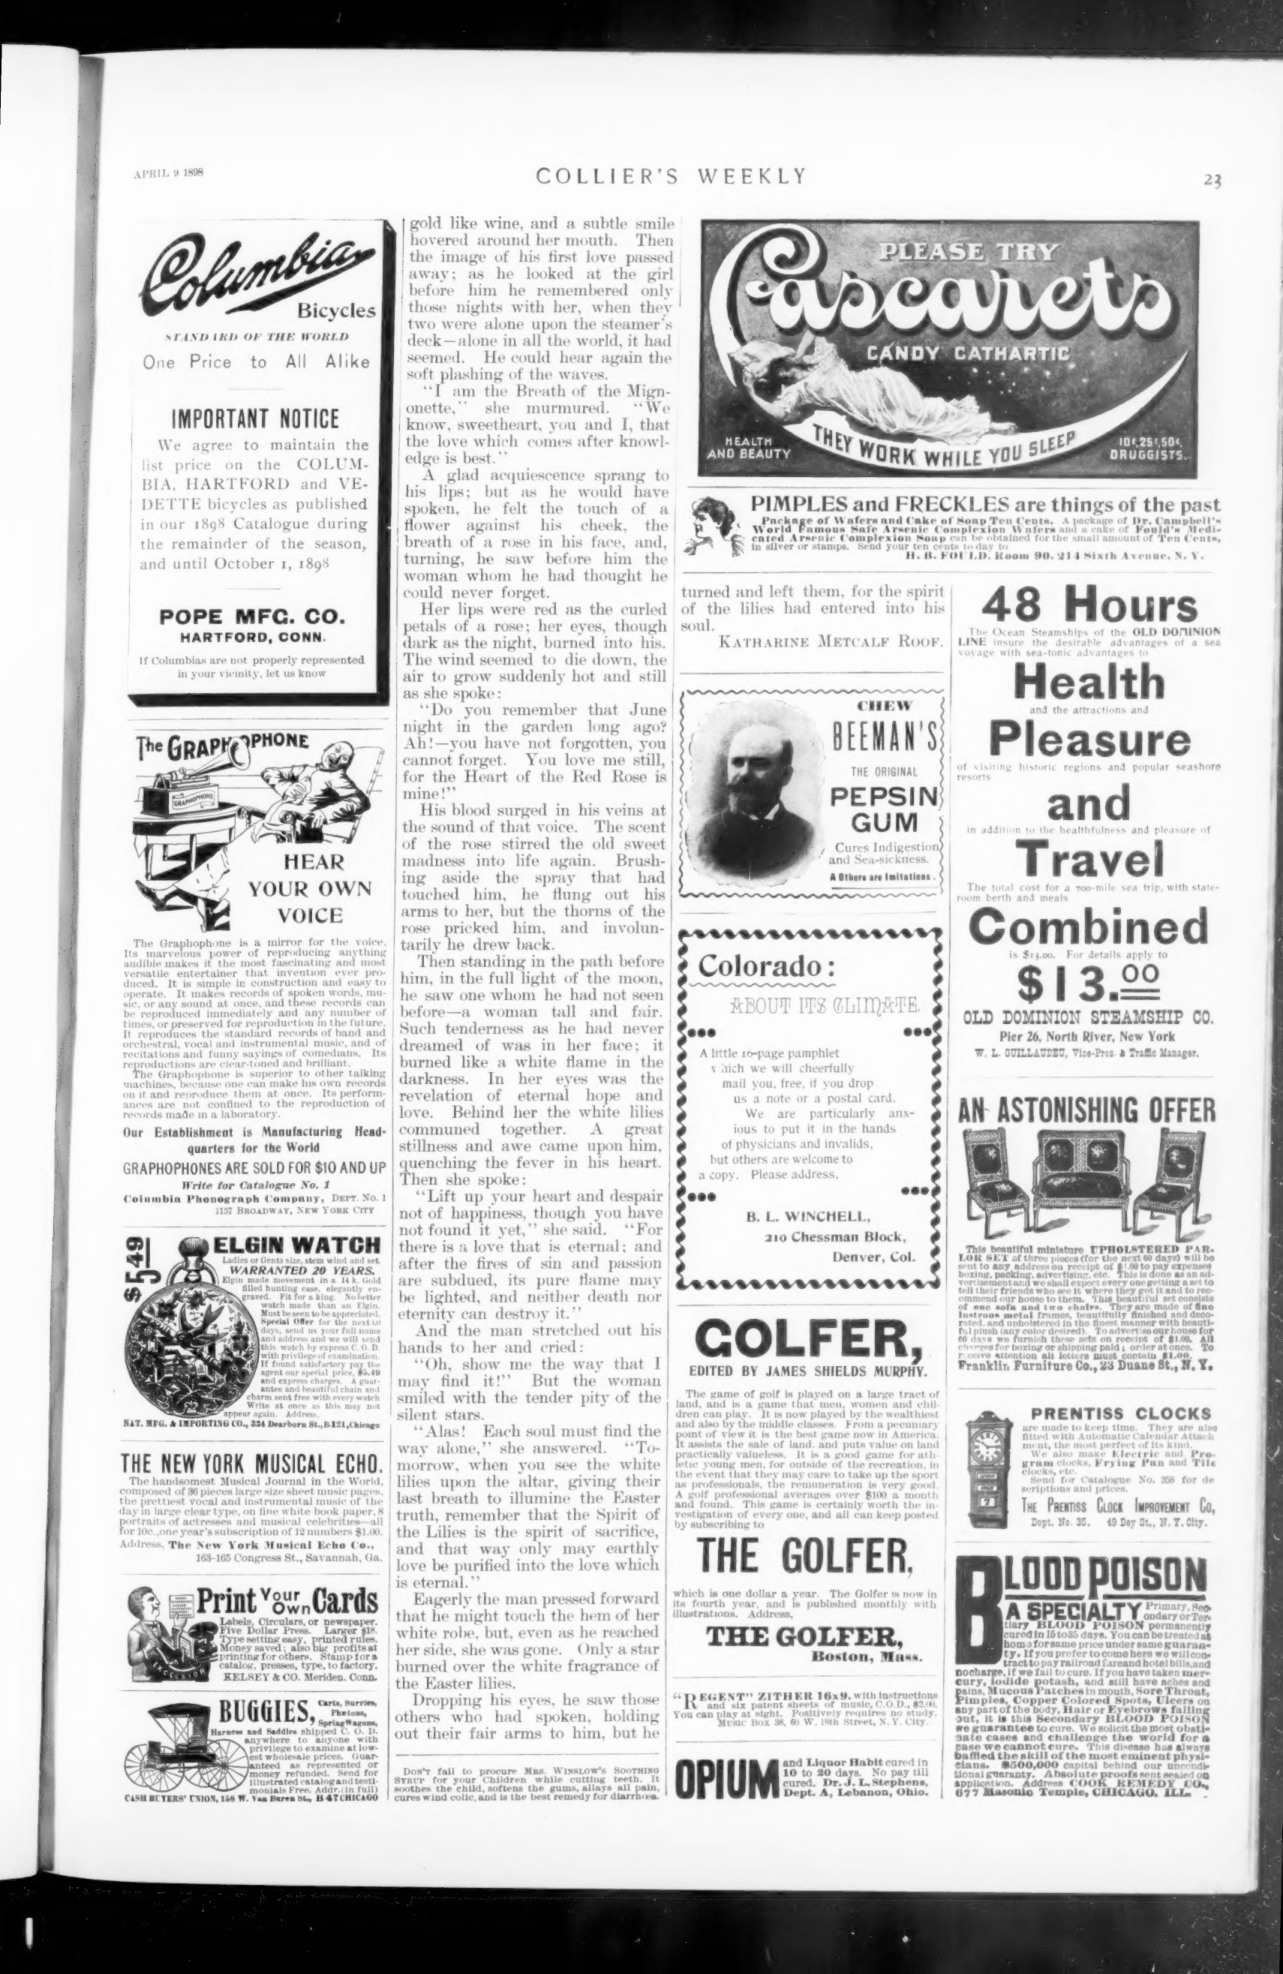 APRIL 9 1898
COLLIER'S WEEKLY
23
Columbia
Bicycles
STANDARD OF THE WORLD
One Price to All Alike
IMPORTANT NOTICE
We agree to maintain the
list price on the COLUM-
BIA, HARTFORD and VE-
DETTE bicycles as published
in our 1898 Catalogue during
the remainder of the season,
and until October 1, 1898
POPE MFG. CO.
HARTFORD, CONN.
If Columbias are not properly represented
in your vicinity, let us know
The GRAPHOPHONE
GRAPHOPHONE
HEAR
YOUR OWN
VOICE
The Graphophone is a mirror for the voice.
Its marvelous power of reproducing anything
audible makes it the most fascinating and most
versatile entertainer that invention ever pro-
duced. It is simple in construction and easy to
operate. It makes records of spoken words, mu-
sic, or any sound at once, and these records can
be reproduced immediately and any number of
times, or preserved for reproduction in the future.
It reproduces the standard records of band and
orchestral, vocal and instrumental music, and of
recitations and funny sayings of comedians. Its
reproductions are clear-toned and brilliant.
The Graphophone is superior to other talking
machines, because one can make his own records
on it and reproduce them at once. Its perform-
ances are not confined to the reproduction of
records made in a laboratory.
Our Establishment is Manufacturing Head-
quarters for the World
GRAPHOPHONES ARE SOLD FOR $10 AND UP
Write for Catalogue No. 1
Columbia Phonograph Company, DEPT. NO. 1
1157 BROADWAY, NEW YORK CITY
$5.49
ELGIN WATCH
Ladies or Gents size, stem wind and set.
WARRANTED 20 YEARS.
Elgin made movement in a 14 k. Gold
filled hunting case, elegantly en-
graved. Fit for a king. No better
watch made than an Elgin.
Must be seen to be appreciated.
Special Offer for the next 60
days, send us your full name
and address and we will send
this watch by express C. O. D.
with privilege of examination.
If found satisfactory pay the
agent our special price, $5.49
and express charges. A guar-
antee and beautiful chain and
charm sent free with every watch
Write at once as this may not
appear again. Address,
NAT. MFG. & IMPORTING CO., 334 Dearborn St., B121, Chicago
THE NEW YORK MUSICAL ECHO.
The handsomest Musical Journal in the World,
composed of 36 pieces large size sheet music pages,
the prettiest vocal and instrumental music of the
day in large clear type, on fine white book paper, 8
portraits of actresses and musical celebrities—all
for 10c., one year's subscription of 12 numbers $1.00.
Address, The New York Musical Echo Co.,
163-165 Congress St., Savannah, Ga.
Print Your Own Cards
Labels, Circulars, or newspaper.
Five Dollar Press. Larger $18.
Type setting easy, printed rules.
Money saved; also big profits at
printing for others. Stamp for a
catalog, presses, type, to factory.
KELSEY & CO. Meriden, Conn.
BUGGIES,
Carts, Surries,
Phætons,
Spring Wagons,
Harness and Saddles shipped C. O. D.
anywhere to anyone with
privilege to examine at low-
est wholesale prices. Guar-
anteed as represented or
money refunded. Send for
illustrated catalog and testi-
monials Free. Addr. (in full)
CASH BUYERS' UNION, 158 W. Van Buren St., B 47 CHICAGO
gold like wine, and a subtle smile
hovered around her mouth. Then
the image of his first love passed
away; as he looked at the girl
before him he remembered only
those nights with her, when they
two were alone upon the steamer's
deck—alone in all the world, it had
seemed. He could hear again the
soft plashing of the waves.
"I am the Breath of the Mign-
onette," she murmured. "We
know, sweetheart, you and I, that
the love which comes after knowl-
edge is best."
A glad acquiescence sprang to
his lips; but as he would have
spoken, he felt the touch of a
flower against his cheek, the
breath of a rose in his face, and,
turning, he saw before him the
woman whom he had thought he
could never forget.
Her lips were red as the curled
petals of a rose; her eyes, though
dark as the night, burned into his.
The wind seemed to die down, the
air to grow suddenly hot and still
as she spoke:
"Do you remember that June
night in the garden long ago?
Ah!—you have not forgotten, you
cannot forget. You love me still,
for the Heart of the Red Rose is
mine!"
His blood surged in his veins at
the sound of that voice. The scent
of the rose stirred the old sweet
madness into life again. Brush-
ing aside the spray that had
touched him, he flung out his
arms to her, but the thorns of the
rose pricked him, and involun-
tarily he drew back.
Then standing in the path before
him, in the full light of the moon,
he saw one whom he had not seen
before—a woman tall and fair.
Such tenderness as he had never
dreamed of was in her face; it
burned like a white flame in the
darkness. In her eyes was the
revelation of eternal hope and
love. Behind her the white lilies
communed together. A great
stillness and awe came upon him,
quenching the fever in his heart.
Then she spoke:
"Lift up your heart and despair
not of happiness, though you have
not found it yet," she said. "For
there is a love that is eternal; and
after the fires of sin and passion
are subdued, its pure flame may
be lighted, and neither death nor
eternity can destroy it."
And the man stretched out his
hands to her and cried:
"Oh, show me the way that I
may find it!" But the woman
smiled with the tender pity of the
silent stars.
"Alas! Each soul must find the
way alone," she answered. "To-
morrow, when you see the white
lilies upon the altar, giving their
last breath to illumine the Easter
truth, remember that the Spirit of
the Lilies is the spirit of sacrifice,
and that way only may earthly
love be purified into the love which
is eternal."
Eagerly the man pressed forward
that he might touch the hem of her
white robe, but, even as he reached
her side, she was gone. Only a star
burned over the white fragrance of
the Easter lilies.
Dropping his eyes, he saw those
others who had spoken, holding
out their fair arms to him, but he
DON'T fail to procure MRS. WINSLOW'S SOOTHING
SYRUP for your Children while cutting teeth. It
soothes the child, softens the gums, allays all pain,
cures wind colic, and is the best remedy for diarrhœa.
PLEASE TRY
Cascarets
CANDY CATHARTIC
HEALTH
AND BEAUTY
THEY WORK WHILE YOU SLEEP
10¢, 25¢, 50¢,
DRUGGISTS.
PIMPLES and FRECKLES are things of the past
Package of Wafers and Cake of Soap Ten Cents. A package of Dr. Campbell's
World Famous Safe Arsenic Complexion Wafers and a cake of Fould's Medi-
cated Arsenic Complexion Soap can be obtained for the small amount of Ten Cents,
in silver or stamps. Send your ten cents to day to
H. B. FOULD, Room 90, 214 Sixth Avenue, N. Y.
turned and left them, for the spirit
of the lilies had entered into his
soul.
KATHARINE METCALF ROOF.
CHEW
BEEMAN'S
THE ORIGINAL
PEPSIN
GUM
Cures Indigestion
and Sea-sickness.
All Others are Imitations.
Colorado:
ABOUT ITS CLIMATE.
A little 16-page pamphlet
which we will cheerfully
mail you, free, if you drop
us a note or a postal card.
We are particularly anx-
ious to put it in the hands
of physicians and invalids,
but others are welcome to
a copy. Please address,
B. L. WINCHELL,
210 Chessman Block,
Denver, Col.
GOLFER,
EDITED BY JAMES SHIELDS MURPHY.
The game of golf is played on a large tract of
land, and is a game that men, women and chil-
dren can play. It is now played by the wealthiest
and also by the middle classes. From a pecuniary
point of view it is the best game now in America.
It assists the sale of land, and puts value on land
practically valueless. It is a good game for ath-
letic young men, for outside of the recreation, in
the event that they may care to take up the sport
as professionals, the remuneration is very good.
A golf professional averages over $100 a month
and found. This game is certainly worth the in-
vestigation of every one, and all can keep posted
by subscribing to
THE GOLFER,
which is one dollar a year. The Golfer is now in
its fourth year, and is published monthly with
illustrations. Address,
THE GOLFER,
Boston, Mass.
"REGENT" ZITHER 16x9, with instructions
and six patent sheets of music, C.O.D., $2.00.
You can play at sight. Positively requires no study.
MUSIC BOX 38, 60 W. 19th Street, N. Y. City.
OPIUM
and Liquor Habit cured in
10 to 20 days. No pay till
cured. Dr. J. L. Stephens,
Dept. A, Lebanon, Ohio.
48 Hours
The Ocean Steamships of the OLD DOMINION
LINE insure the desirable advantages of a sea
voyage with sea-tonic advantages to
Health
and the attractions and
Pleasure
of visiting historic regions and popular seashore
resorts
and
in addition to the healthfulness and pleasure of
Travel
The total cost for a 700-mile sea trip, with state-
room berth and meals
Combined
is $13.00. For details apply to
$13.00
OLD DOMINION STEAMSHIP CO.
Pier 26, North River, New York
W. L. GUILLAUDEU, Vice-Pres. & Traffic Manager.
AN ASTONISHING OFFER
This beautiful miniature UPHOLSTERED PAR-
LOR SET of three pieces (for the next 60 days) will be
sent to any address on receipt of $1.00 to pay expenses
boxing, packing, advertising, etc. This is done as an ad-
vertisement and we shall expect every one getting a set to
tell their friends who see it where they got it and to rec-
ommend our house to them. This beautiful set consists
of one sofa and two chairs. They are made of fine
lustrous metal frames, beautifully finished and deco-
rated, and upholstered in the finest manner with beauti-
ful plush (any color desired). To advertise our house for
60 days we furnish these sets on receipt of $1.00. All
charges for boxing or shipping paid; order at once. To
receive attention all letters must contain $1.00.
Franklin Furniture Co., 23 Duane St., N. Y.
PRENTISS CLOCKS
are made to keep time. They are also
fitted with Automatic Calendar Attach
ment, the most perfect of its kind.
We also make Electric and Pro-
gram clocks, Frying Pan and Tile
clocks, etc.
Send for Catalogue No. 358 for de
scriptions and prices.
THE PRENTISS CLOCK IMPROVEMENT CO,
Dept. No. 35. 49 Dey St., N. Y. City.
BLOOD POISON
A SPECIALTY Primary, Sec-
ondary or Ter-
tiary BLOOD POISON permanently
cured in 15 to 35 days. You can be treated at
home for same price under same guaran-
ty. If you prefer to come here we will con-
tract to pay railroad fare and hotel bills, and
nocharge, if we fail to cure. If you have taken mer-
cury, iodide potash, and still have aches and
pains, Mucous Patches in mouth, Sore Throat,
Pimples, Copper Colored Spots, Ulcers on
any part of the body, Hair or Eyebrows falling
out, it is this Secondary BLOOD POISON
we guarantee to cure. We solicit the most obsti-
nate cases and challenge the world for a
case we cannot cure. This disease has always
baffled the skill of the most eminent physi-
cians. $500,000 capital behind our uncondi-
tional guaranty. Absolute proofs sent sealed on
application. Address COOK REMEDY CO.,
677 Masonic Temple, CHICAGO, ILL.